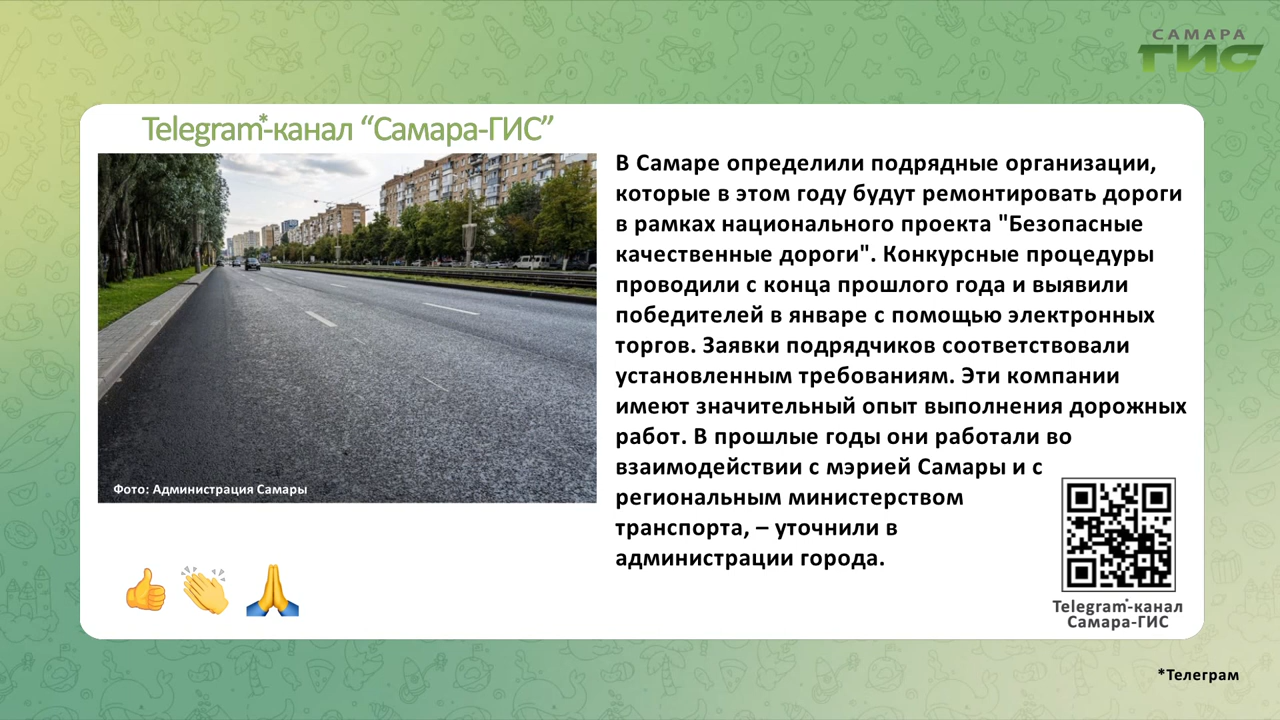 САМАРА
ГИС
Telegram*-канал “Самара-ГИС”
В Самаре определили подрядные организации,
которые в этом году будут ремонтировать дороги
в рамках национального проекта "Безопасные
качественные дороги". Конкурсные процедуры
проводили с конца прошлого года и выявили
победителей в январе с помощью электронных
торгов. Заявки подрядчиков соответствовали
установленным требованиям. Эти компании
имеют значительный опыт выполнения дорожных
работ. В прошлые годы они работали во
взаимодействии с мэрией Самары и с
региональным министерством
транспорта, – уточнили в
администрации города.
Фото: Администрация Самары
Telegram*-канал
Самара-ГИС
*Телеграм